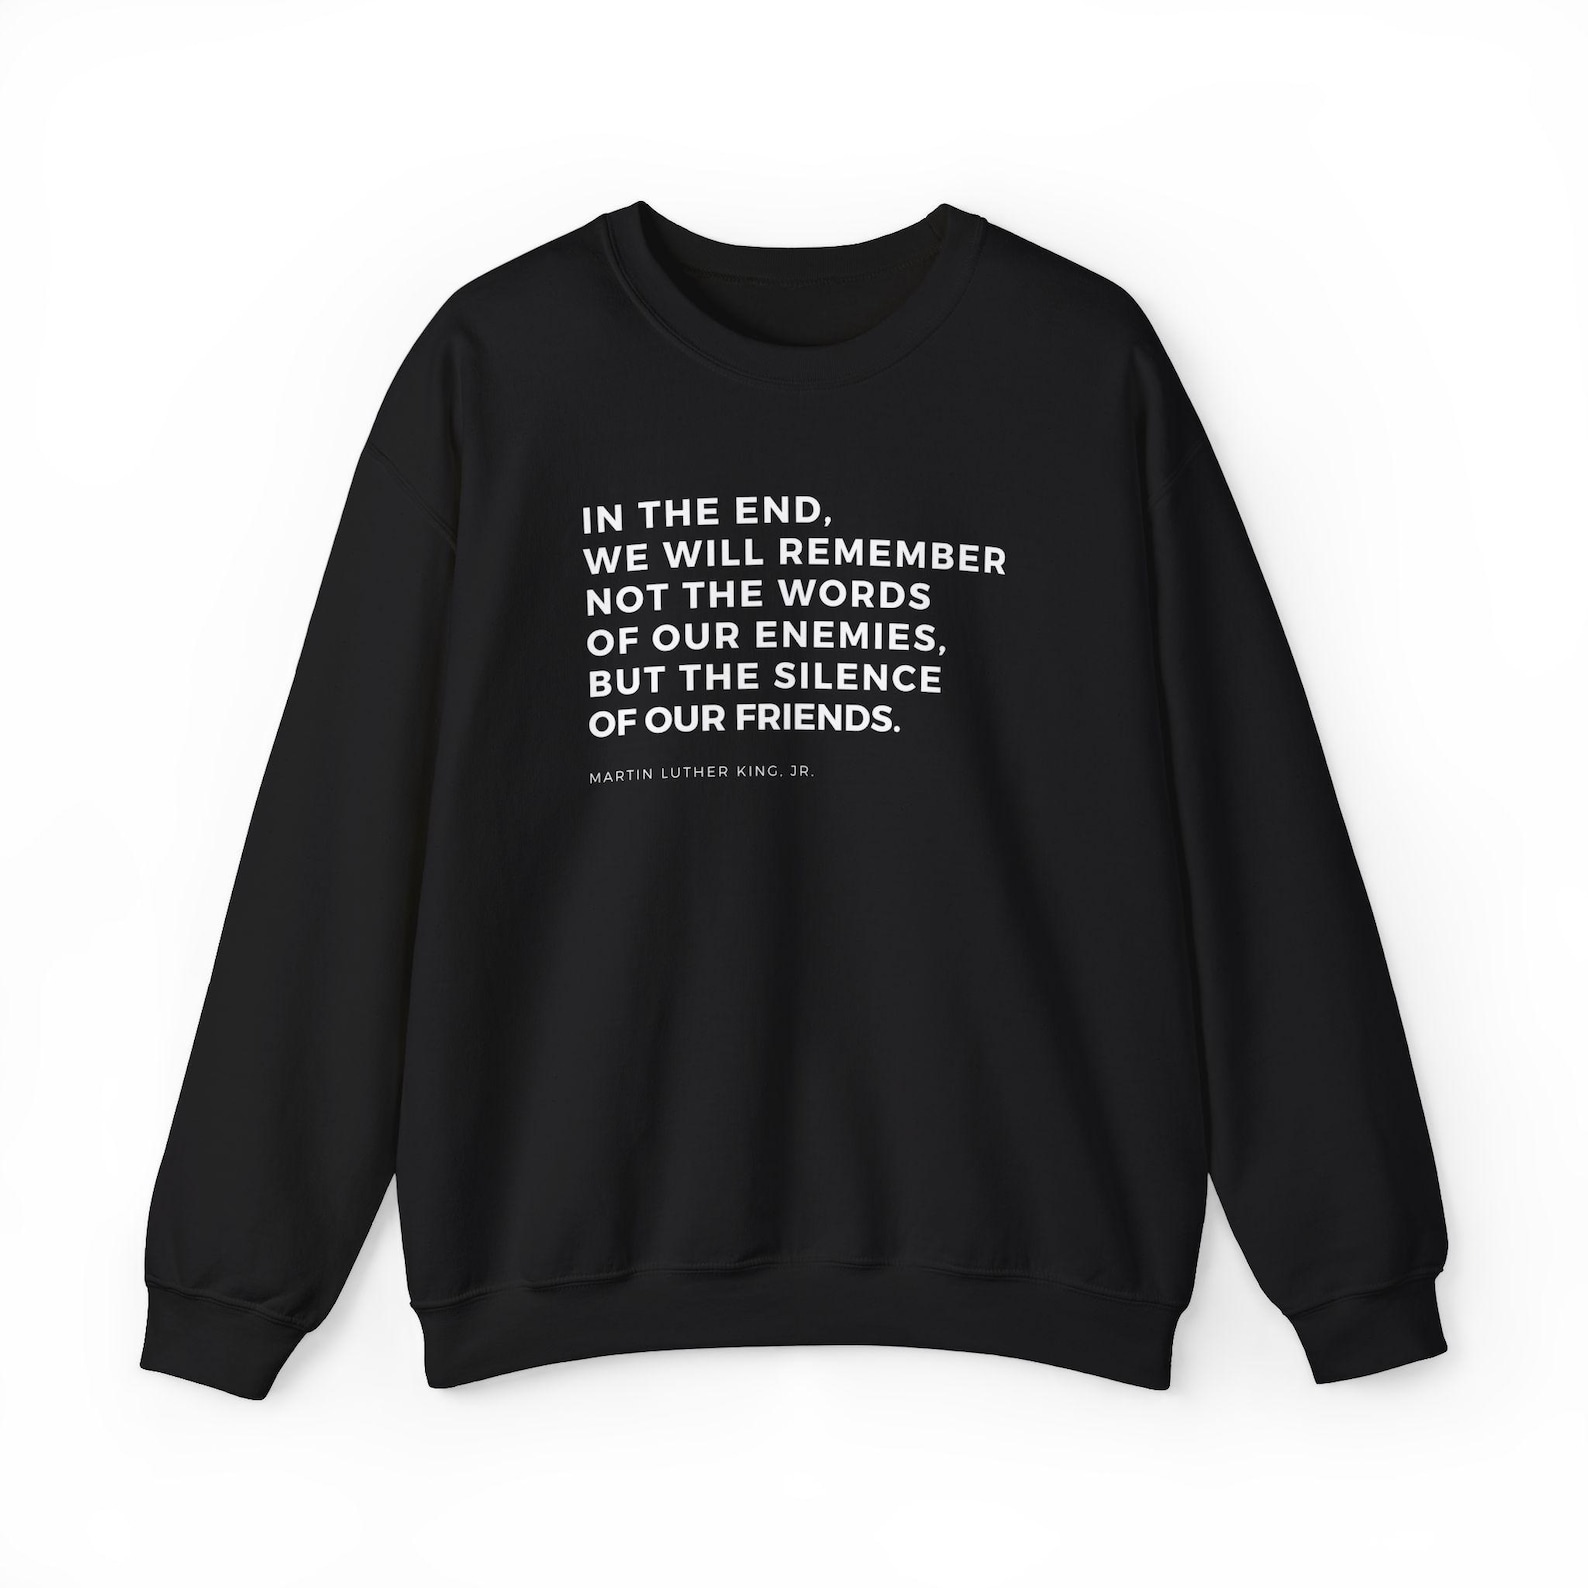 IN THE END,
WE WILL REMEMBER
NOT THE WORDS
OF OUR ENEMIES,
BUT THE SILENCE
OF OUR FRIENDS.
MARTIN LUTHER KING, JR.